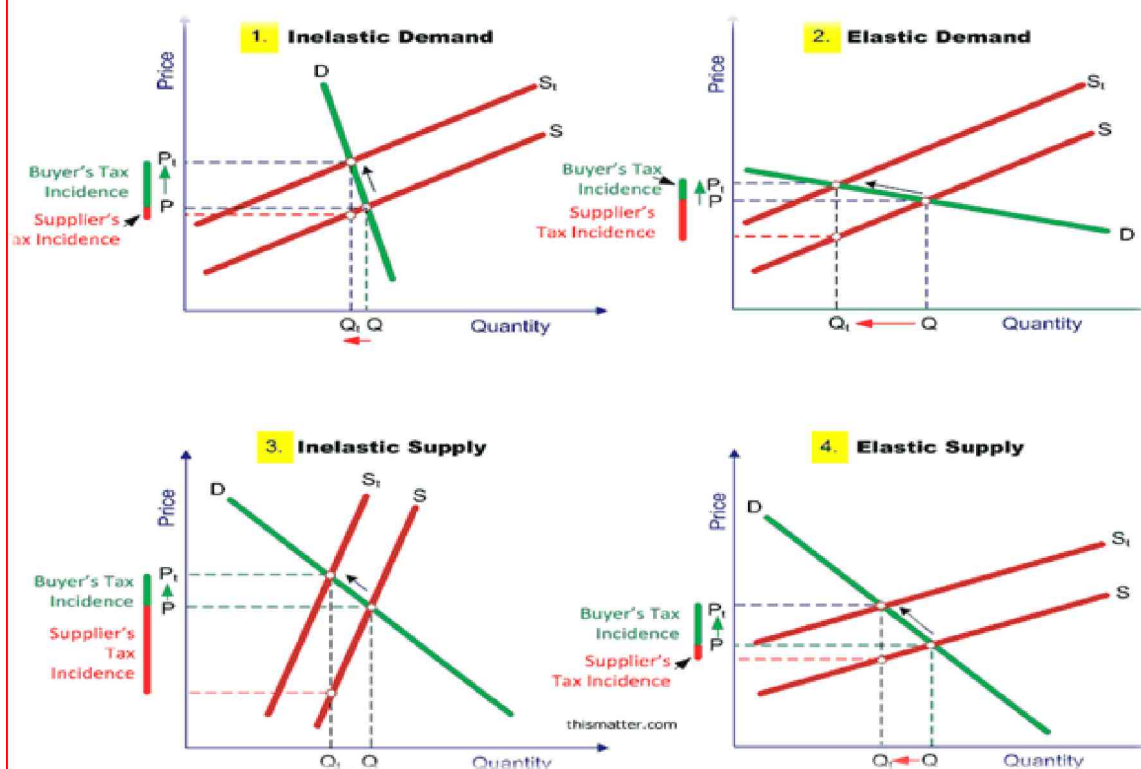 1. Inelastic Demand
Price
D
Sₜ
S
Pₜ
P
Buyer's Tax
Incidence
Supplier's
Tax Incidence
Qₜ Q
Quantity
2. Elastic Demand
Price
Sₜ
S
D
Pₜ
P
Buyer's Tax
Incidence
Supplier's
Tax Incidence
Qₜ Q
Quantity
3. Inelastic Supply
Price
D
Sₜ
S
Pₜ
P
Buyer's Tax
Incidence
Supplier's
Tax
Incidence
thismatter.com
Qₜ Q
Quantity
4. Elastic Supply
Price
D
Sₜ
S
Pₜ
P
Buyer's Tax
Incidence
Supplier's
Tax Incidence
Qₜ Q
Quantity